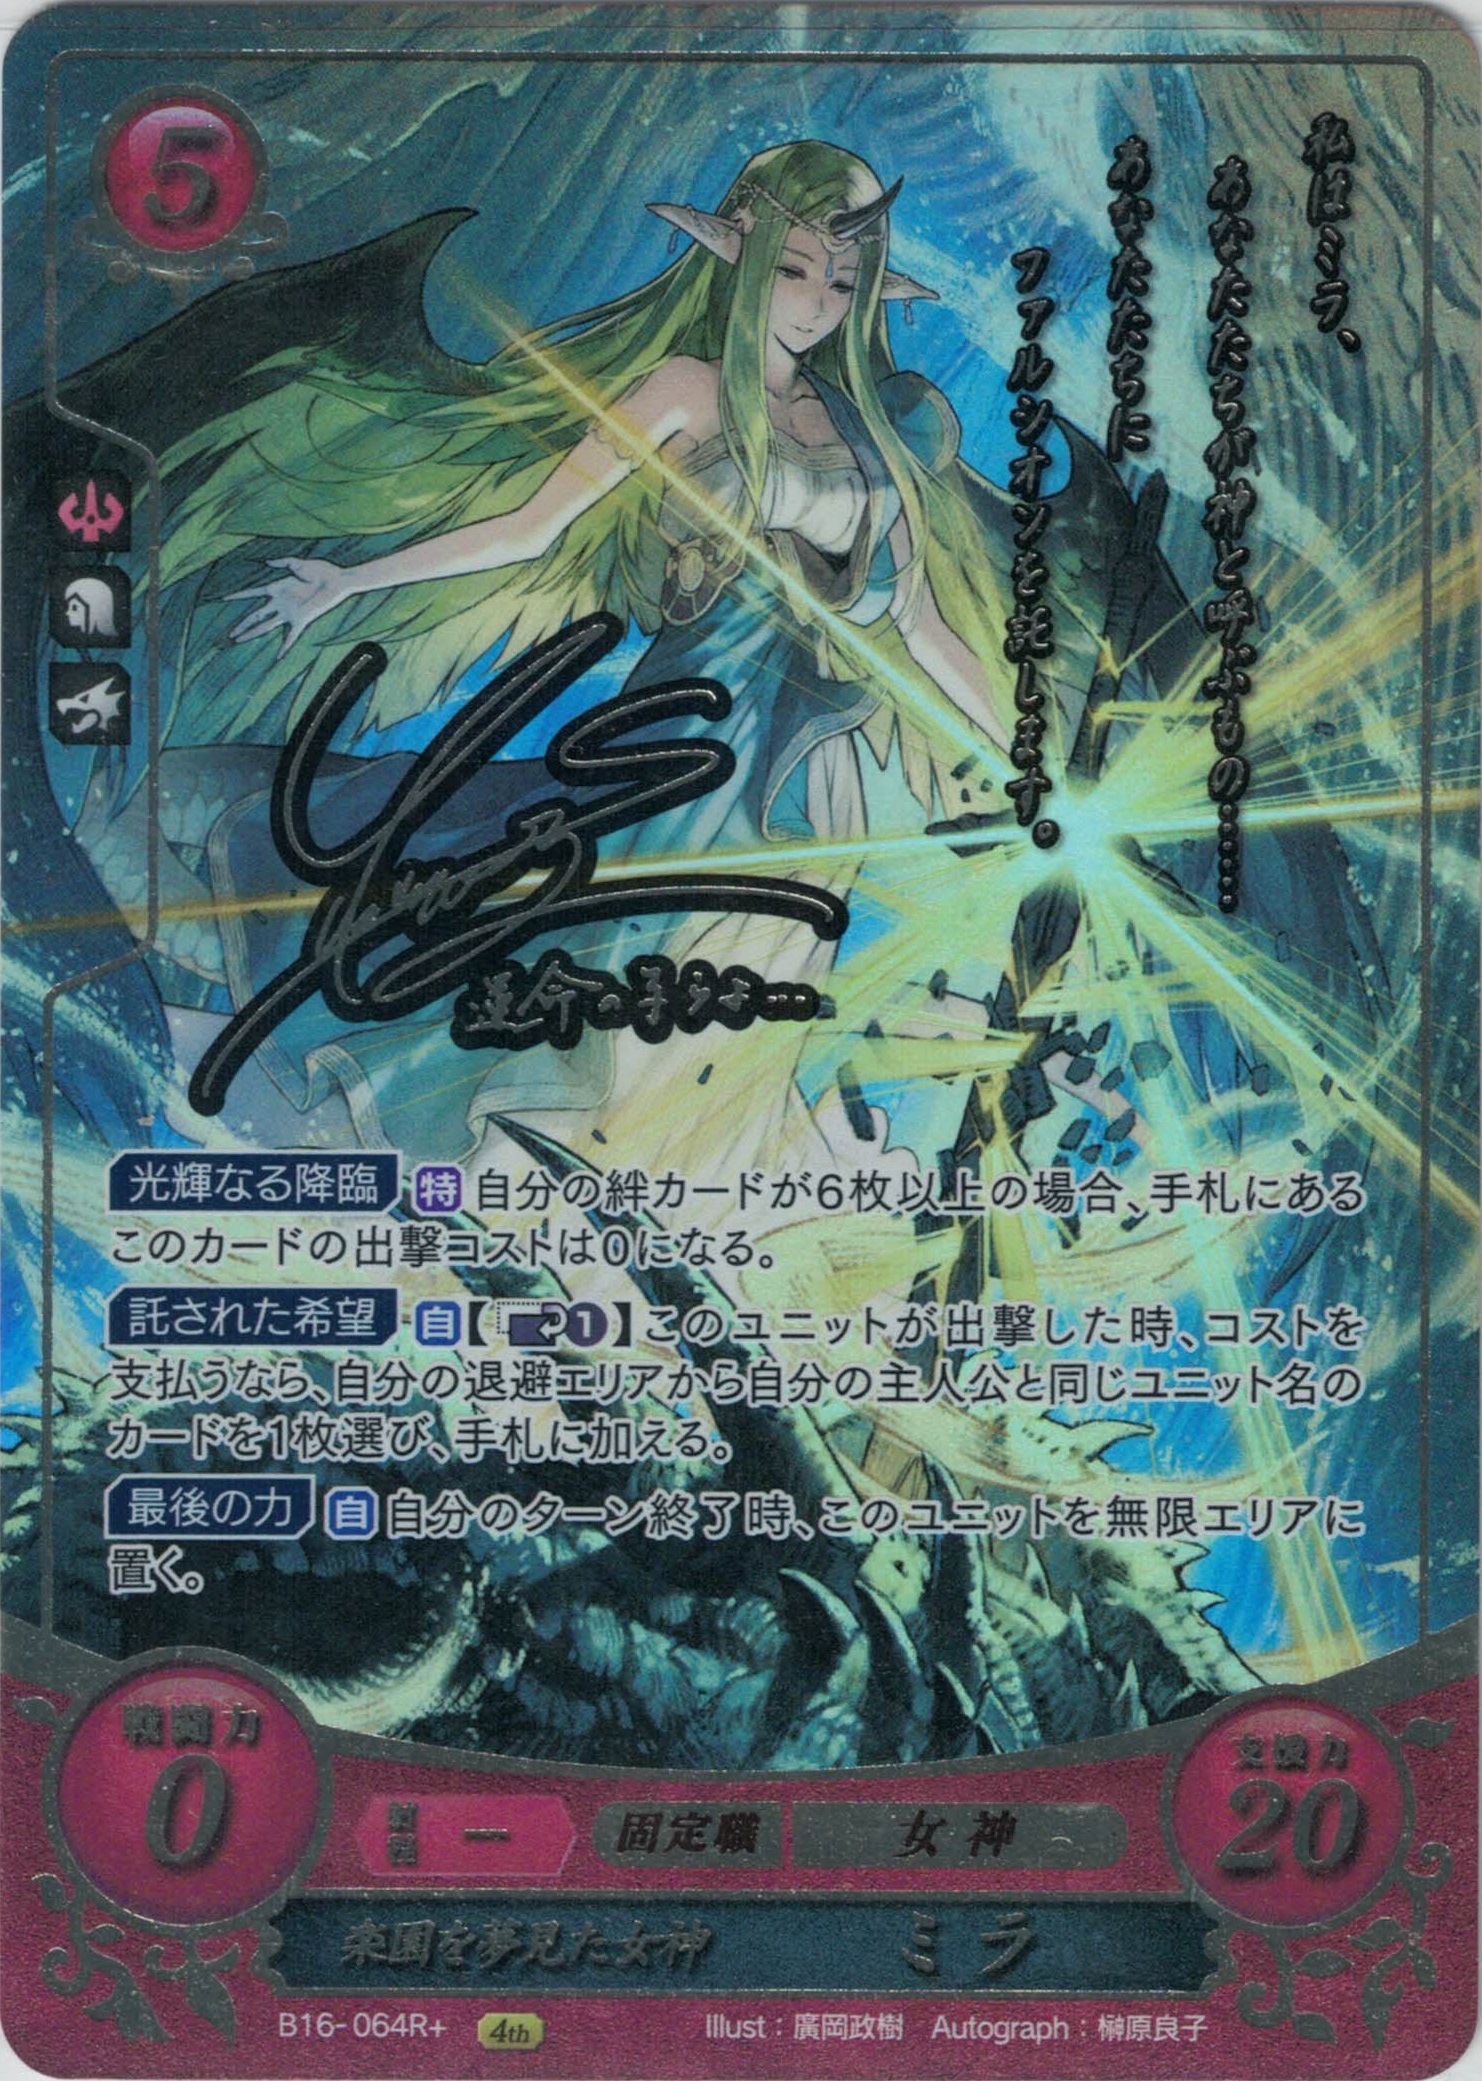 5
私はミラ、
あなたたちが神と呼ぶもの……
あなたたちに
ファルシオンを託します。
運命の子らよ…
光輝なる降臨 特 自分の絆カードが6枚以上の場合、手札にある
このカードの出撃コストは0になる。
託された希望 自【1】このユニットが出撃した時、コストを
支払うなら、自分の退避エリアから自分の主人公と同じユニット名の
カードを1枚選び、手札に加える。
最後の力 自 自分のターン終了時、このユニットを無限エリアに
置く。
戦闘力
0
射程 ー
固定職 女神
支援力
20
楽園を夢見た女神 ミラ
B16-064R+ 4th Illust：廣岡政樹 Autograph：榊原良子